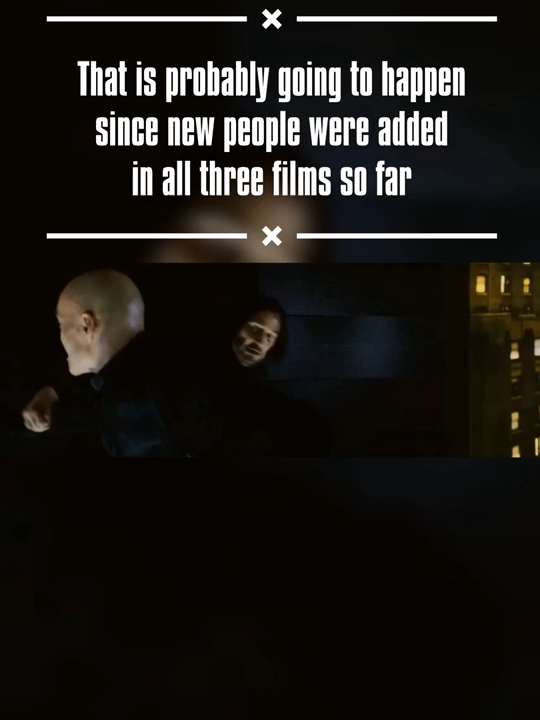 That is probably going to happen
since new people were added
in all three films so far